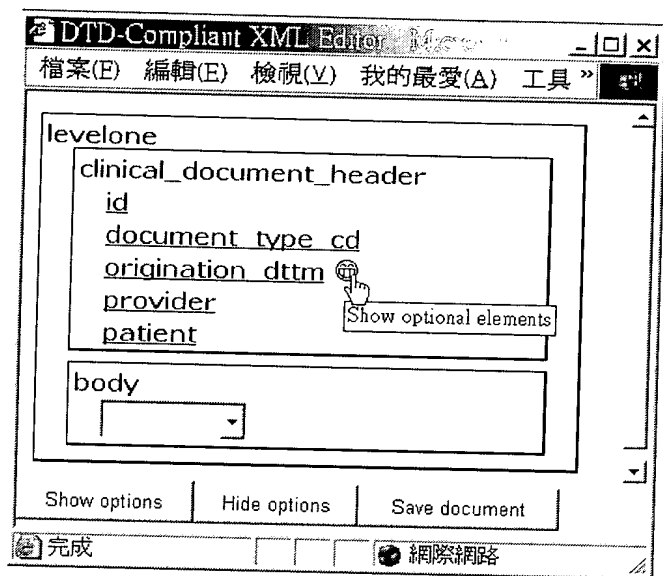 DTD-Compliant XML Editor
檔案(F) 編輯(E) 檢視(V) 我的最愛(A) 工具 »
levelone
clinical_document_header
id
document_type_cd
origination_dttm
provider
Show optional elements
patient
body
Show options Hide options Save document
完成 網際網路